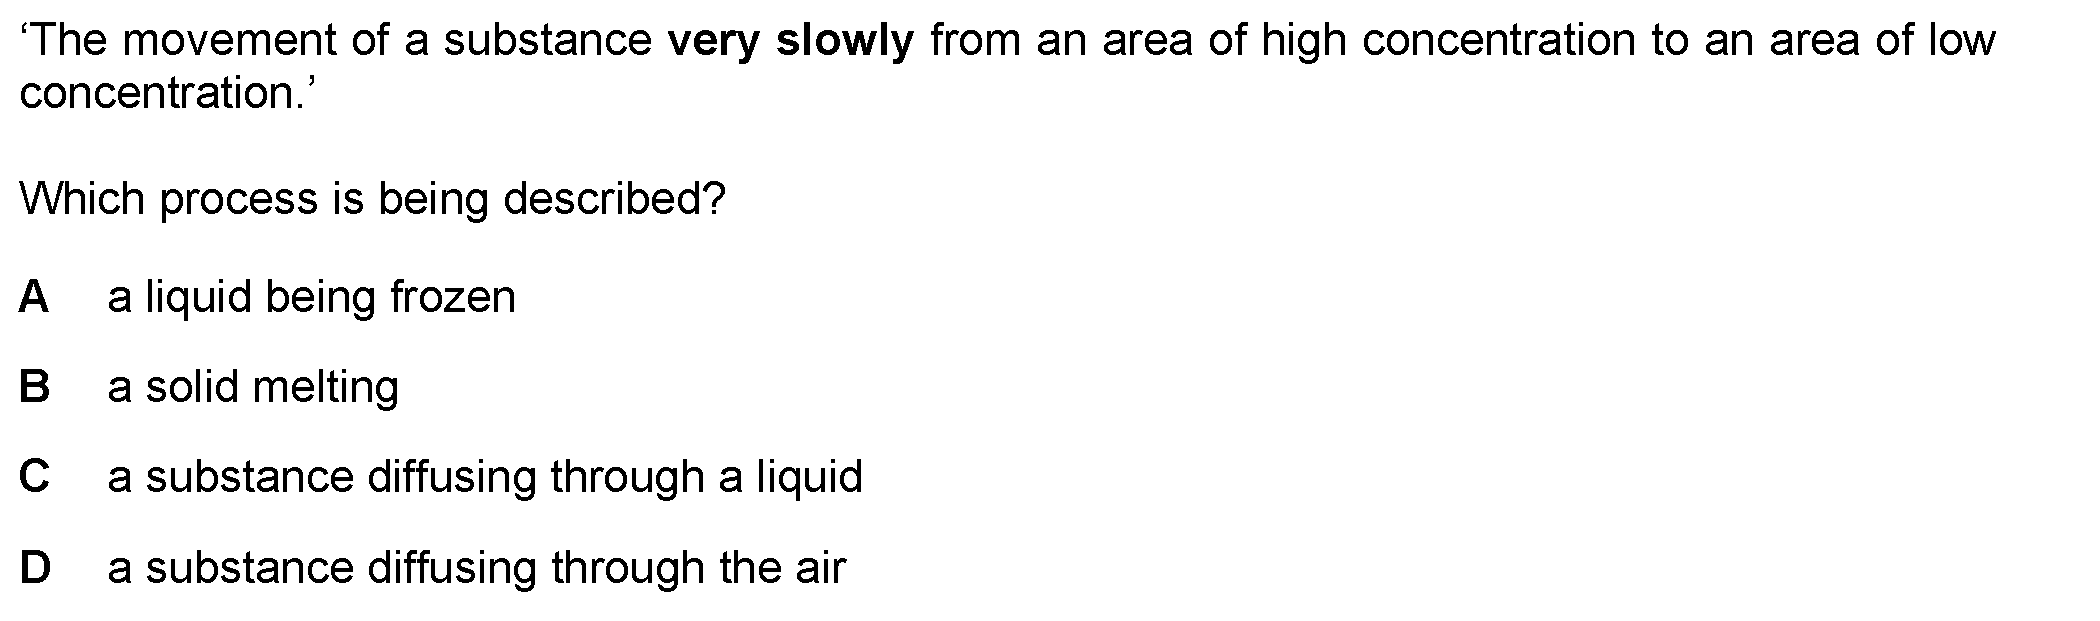 ‘The movement of a substance very slowly from an area of high concentration to an area of low
concentration.’
Which process is being described?
A a liquid being frozen
B a solid melting
C a substance diffusing through a liquid
D a substance diffusing through the air